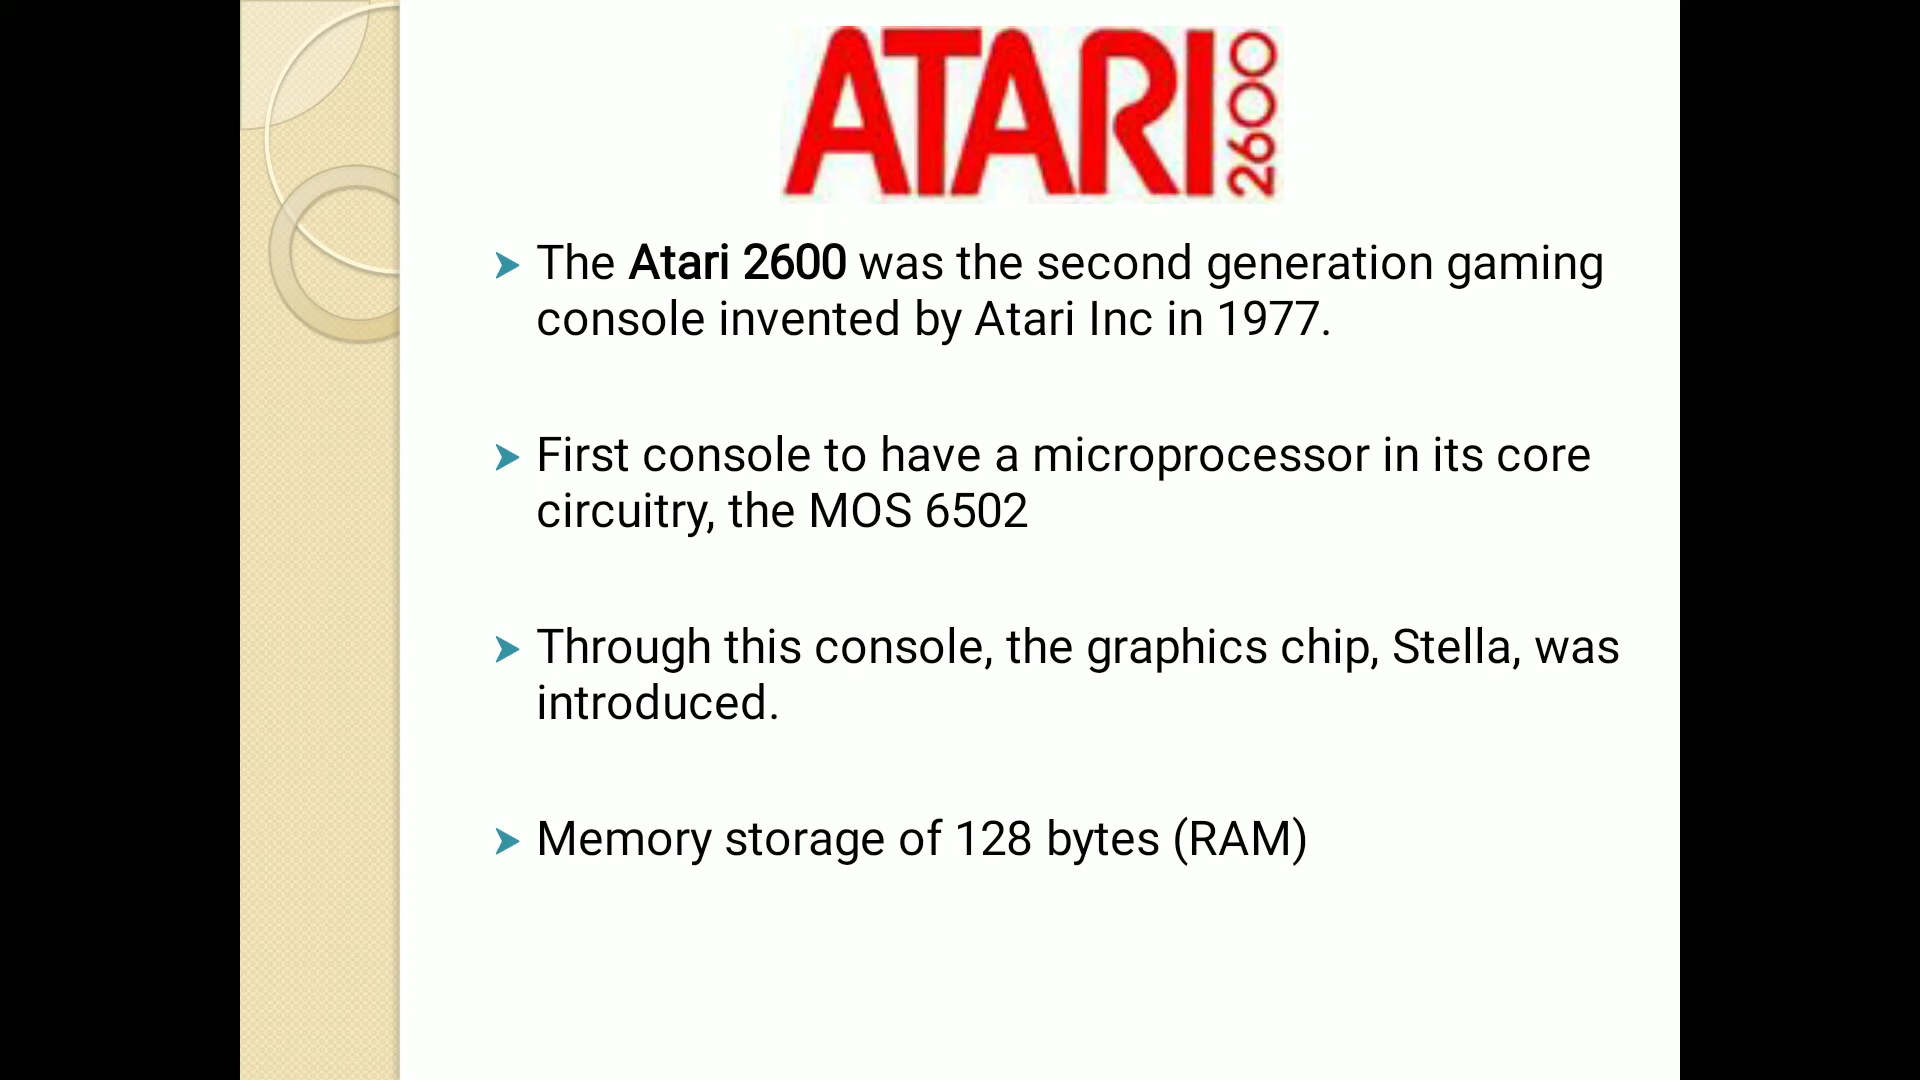 ATARI 2600
The Atari 2600 was the second generation gaming
console invented by Atari Inc in 1977.
First console to have a microprocessor in its core
circuitry, the MOS 6502
Through this console, the graphics chip, Stella, was
introduced.
Memory storage of 128 bytes (RAM)